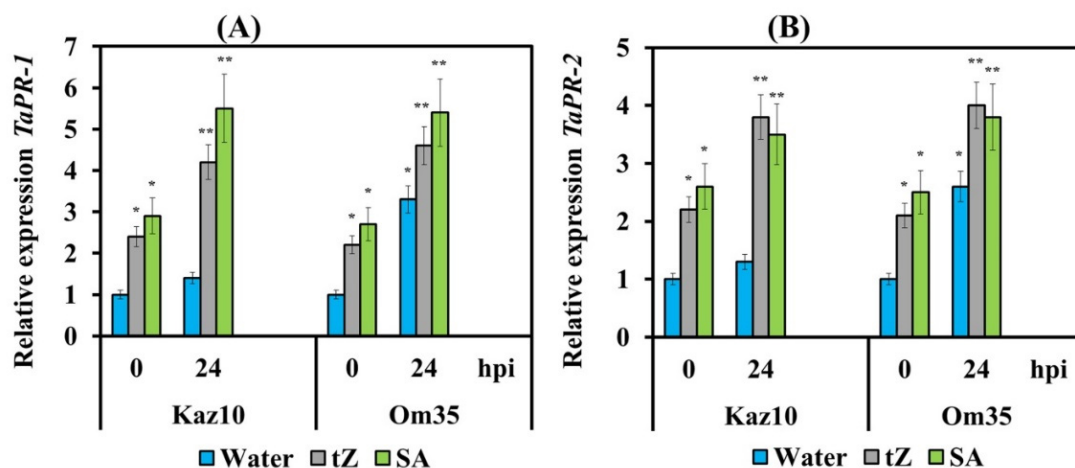 (A)
Relative expression TaPR-1
7
6
5
4
3
2
1
0
* * ** ** * * * ** **
0 24 0 24 hpi
Kaz10 Om35
Water tZ SA
(B)
Relative expression TaPR-2
5
4
3
2
1
0
* * ** ** * * * ** **
0 24 0 24 hpi
Kaz10 Om35
Water tZ SA